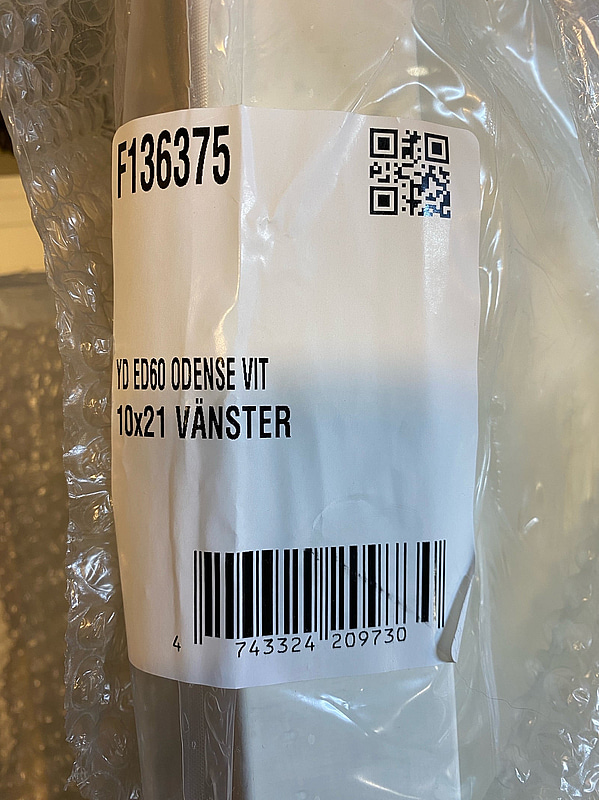 F136375
YD ED60 ODENSE VIT
10x21 VÄNSTER
4 743324 209730